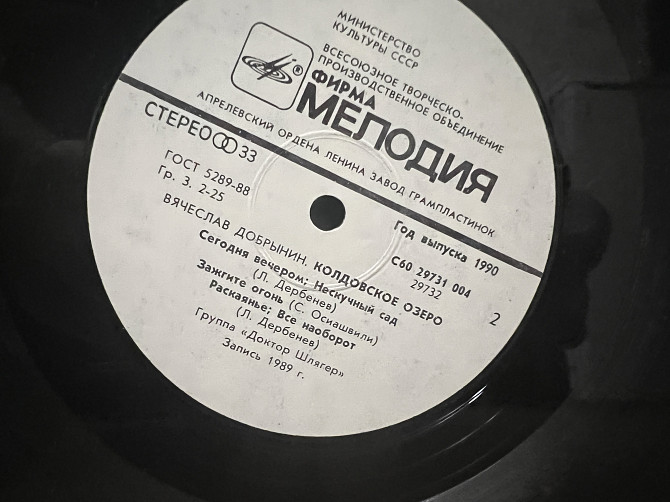 МИНИСТЕРСТВО
КУЛЬТУРЫ СССР
ВСЕСОЮЗНОЕ ТВОРЧЕСКО-
ПРОИЗВОДСТВЕННОЕ ОБЪЕДИНЕНИЕ
ФИРМА
®
МЕЛОДИЯ
АПРЕЛЕВСКИЙ ОРДЕНА ЛЕНИНА ЗАВОД ГРАМПЛАСТИНОК
СТЕРЕО 33
ГОСТ 5289-88
Гр. 3. 2-25
Год выпуска 1990
С60 29731 004
29732
2
ВЯЧЕСЛАВ ДОБРЫНИН. КОЛДОВСКОЕ ОЗЕРО
Сегодня вечером; Нескучный сад
(Л. Дербенев)
Зажгите огонь (С. Осиашвили)
Раскаянье; Все наоборот
(Л. Дербенев)
Группа «Доктор Шлягер»
Запись 1989 г.